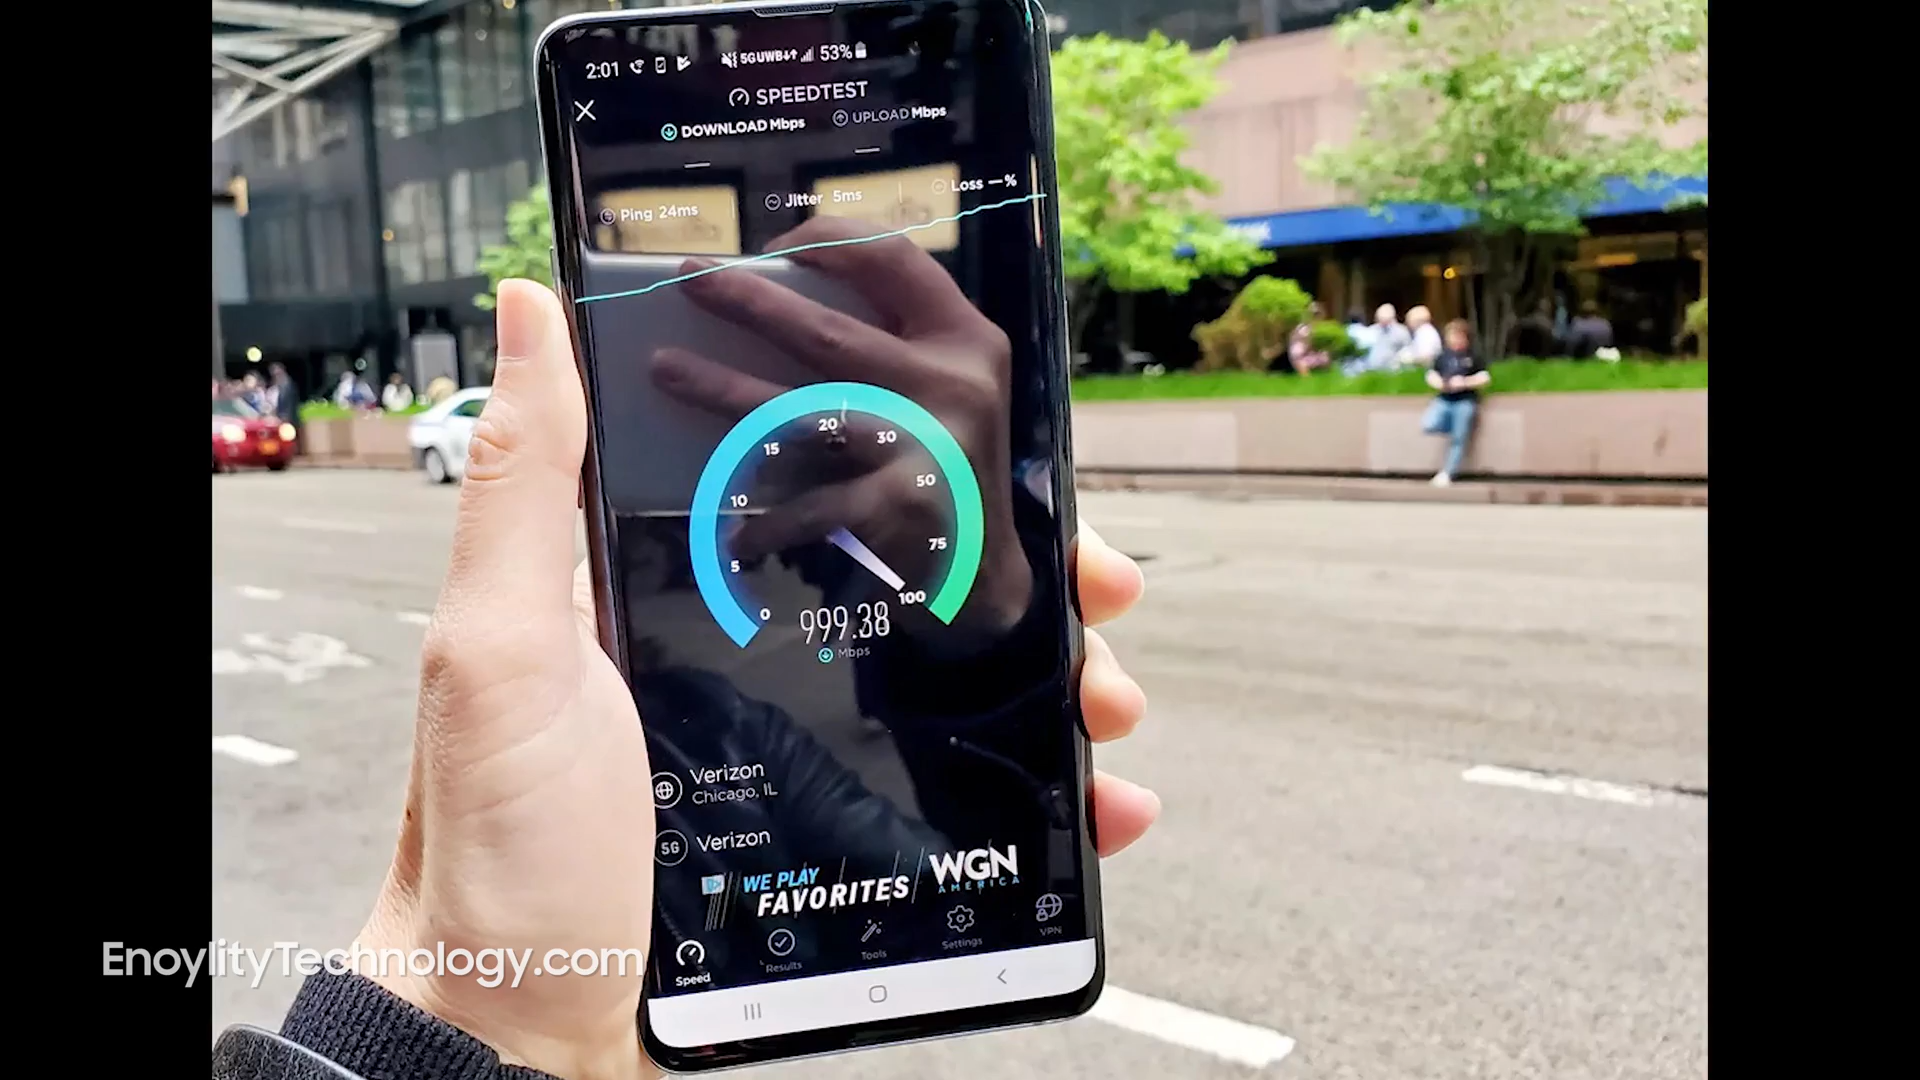 2:01 5GUWB 53%
SPEEDTEST
DOWNLOAD Mbps UPLOAD Mbps
Ping 24ms Jitter 5ms Loss —%
0 5 10 15 20 30 50 75 100
999.38
Mbps
Verizon
Chicago, IL
5G Verizon
WE PLAY
FAVORITES
WGN
AMERICA
Speed Results Tools Settings VPN
EnoylityTechnology.com